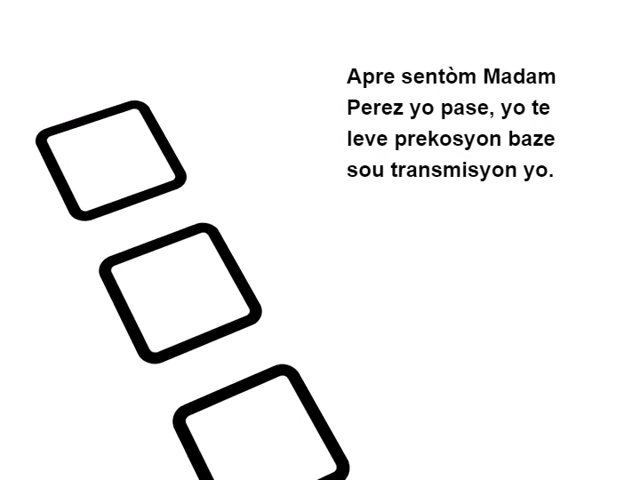 Apre sentòm Madam
Perez yo pase, yo te
leve prekosyon baze
sou transmisyon yo.